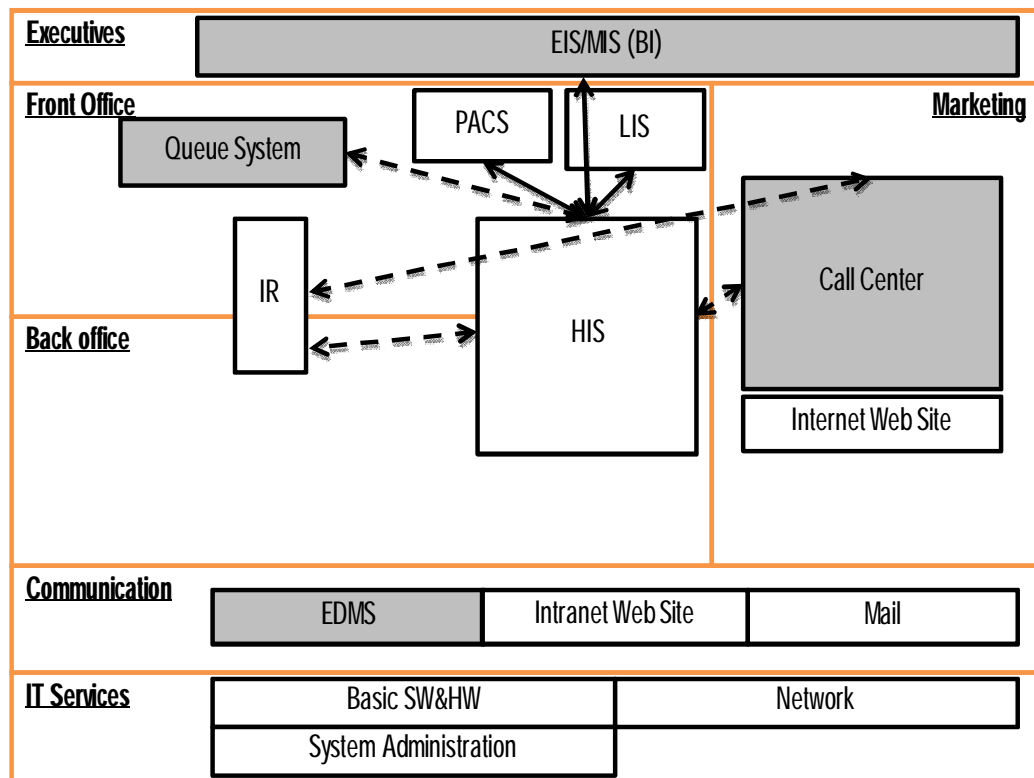 Executives
EIS/MIS (BI)
Front Office
Marketing
PACS
LIS
Queue System
IR
HIS
Call Center
Back office
Internet Web Site
Communication
EDMS
Intranet Web Site
Mail
IT Services
Basic SW&HW
Network
System Administration